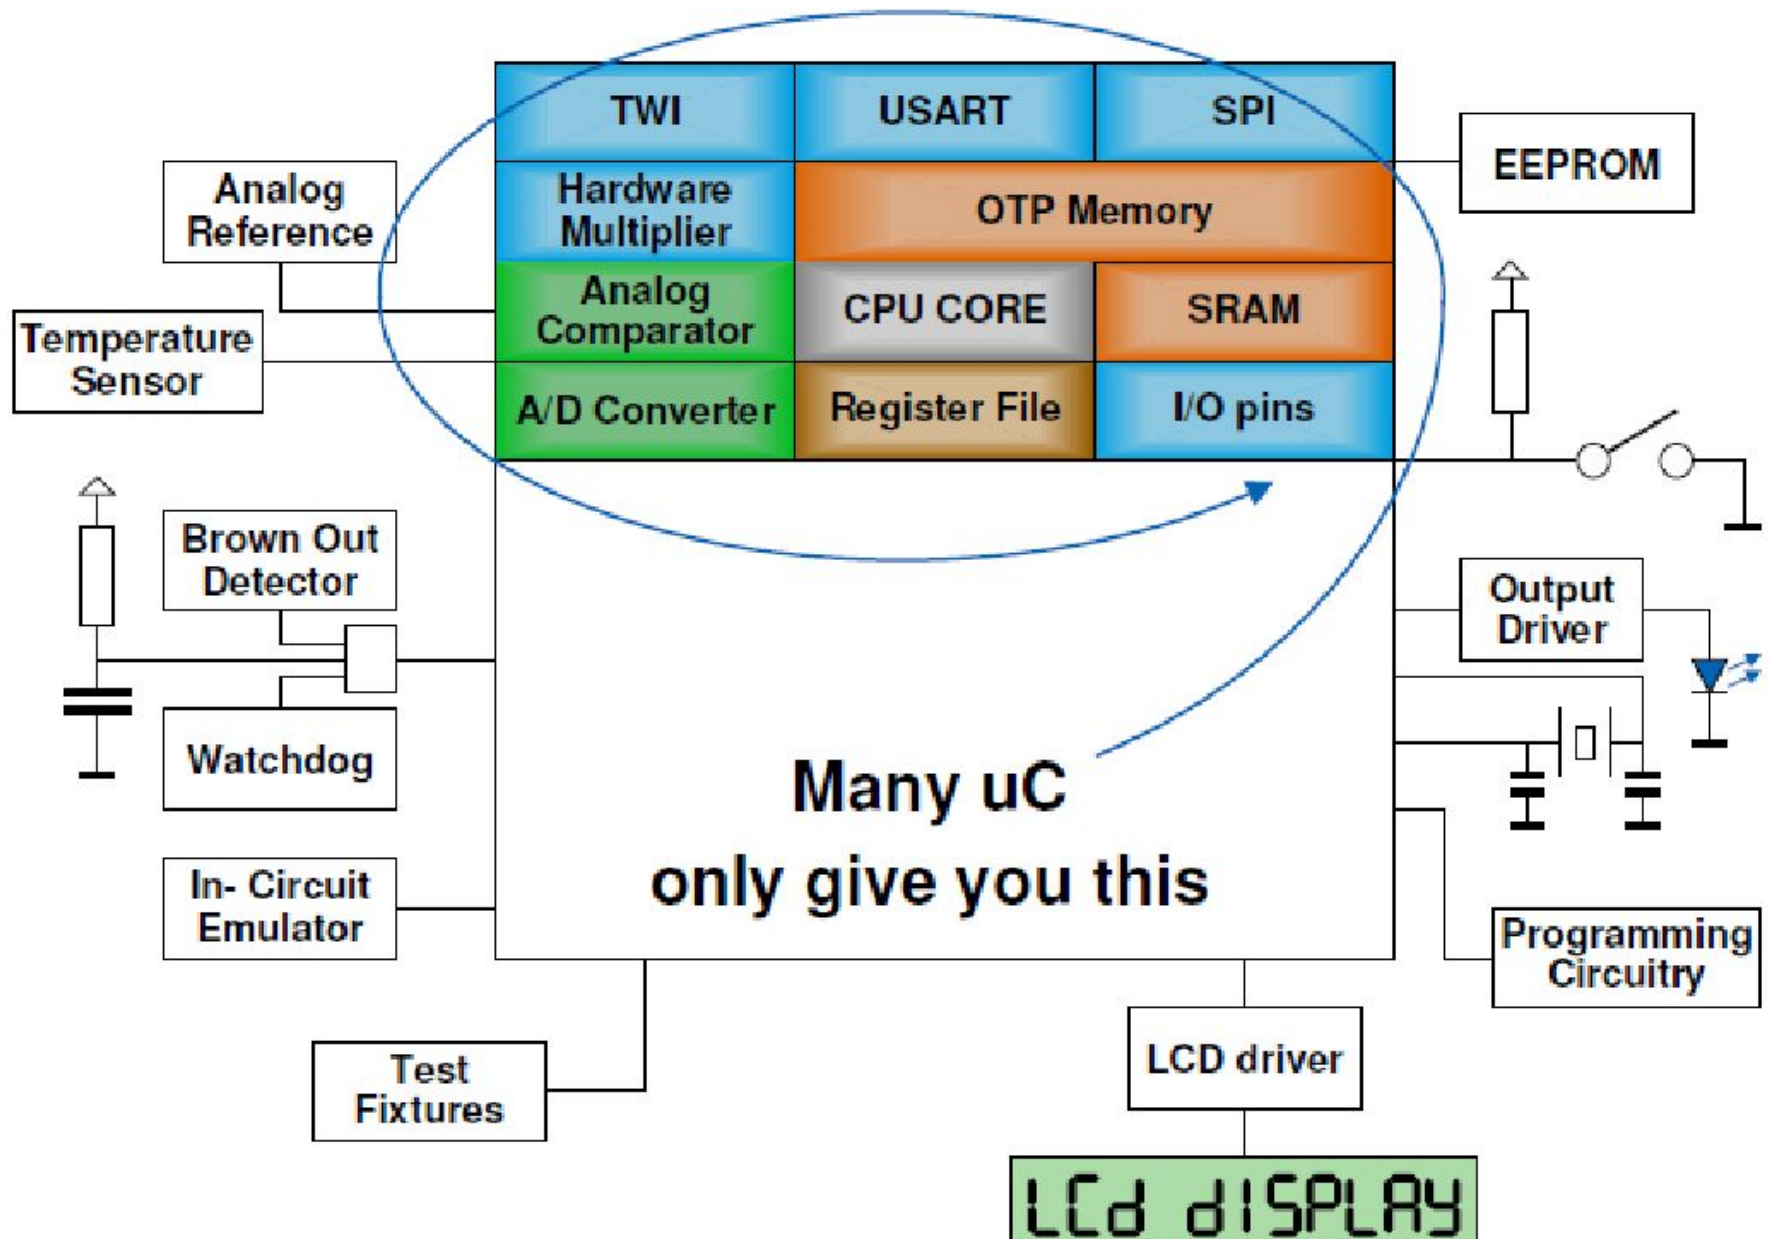 TWI
USART
SPI
EEPROM
Analog
Reference
Hardware
Multiplier
OTP Memory
Analog
Comparator
CPU CORE
SRAM
Temperature
Sensor
A/D Converter
Register File
I/O pins
Brown Out
Detector
Output
Driver
Watchdog
Many uC
only give you this
In- Circuit
Emulator
Programming
Circuitry
Test
Fixtures
LCD driver
LCd dISPLAY